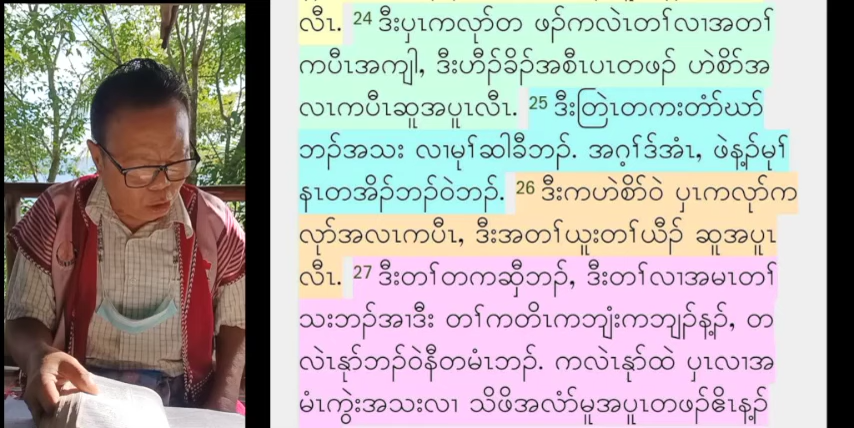 လီၤ. 24 ဒီးပှၤကလုာ်တ ဖၣ်ကလဲၤတၢ်လၢအတၢ်
ကပီၤအကျါ, ဒီးဟီၣ်ခိၣ်အစီၤပၤတဖၣ် ဟဲစိာ်အ
လၤကပီၤဆူအပူၤလီၤ. 25 ဒီးတြဲၤတကးတံာ်ဃာ်
ဘၣ်အသး လၢမုၢ်ဆါခီဘၣ်. အဂ့ၢ်ဒ်အံၤ, ဖဲန့ၣ်မုၢ်
နၤတအိၣ်ဘၣ်ဝဲဘၣ်. 26 ဒီးကဟဲစိာ်ဝဲ ပှၤကလုာ်က
လုာ်အလၤကပီၤ, ဒီးအတၢ်ယူးတၢ်ယီၣ် ဆူအပူၤ
လီၤ. 27 ဒီးတၢ်တကဆှီဘၣ်, ဒီးတၢ်လၢအမၤတၢ်
သးဘၣ်အၢဒီး တၢ်ကတိၤကဘျံးကဘျၣ်န့ၣ်, တ
လဲၤနုာ်ဘၣ်ဝဲနီတမံၤဘၣ်. ကလဲၤနုာ်ထဲ ပှၤလၢအ
မံၤကွဲးအသးလၢ သိဖိအလံာ်မူအပူၤတဖၣ်ဧိၤန့ၣ်